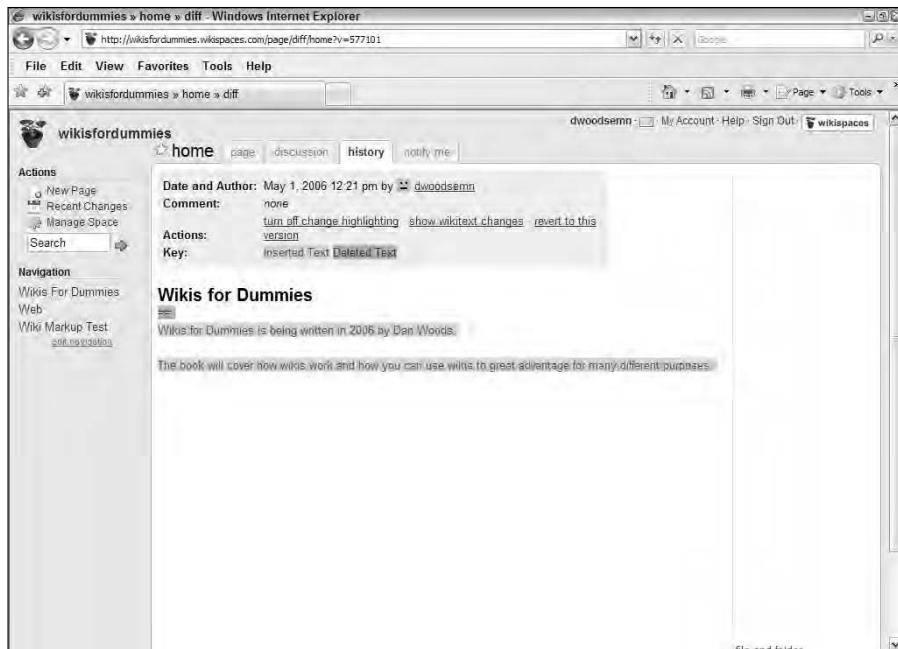 wikisfordummies » home » diff - Windows Internet Explorer
http://wikisfordummies.wikispaces.com/page/diff/home?v=577101
Google
File Edit View Favorites Tools Help
wikisfordummies » home » diff
Page Tools
dwoodsemn · My Account · Help · Sign Out · wikispaces
wikisfordummies
home page discussion history notify me
Actions
New Page
Recent Changes
Manage Space
Search
Navigation
Wikis For Dummies
Web
Wiki Markup Test
edit navigation
Date and Author: May 1, 2006 12:21 pm by dwoodsemn
Comment: none
turn off change highlighting · show wikitext changes · revert to this
Actions: version
Key: Inserted Text Deleted Text
Wikis for Dummies
Wikis for Dummies is being written in 2006 by Dan Woods.
The book will cover how wikis work and how you can use wikis to great advantage for many different purposes.